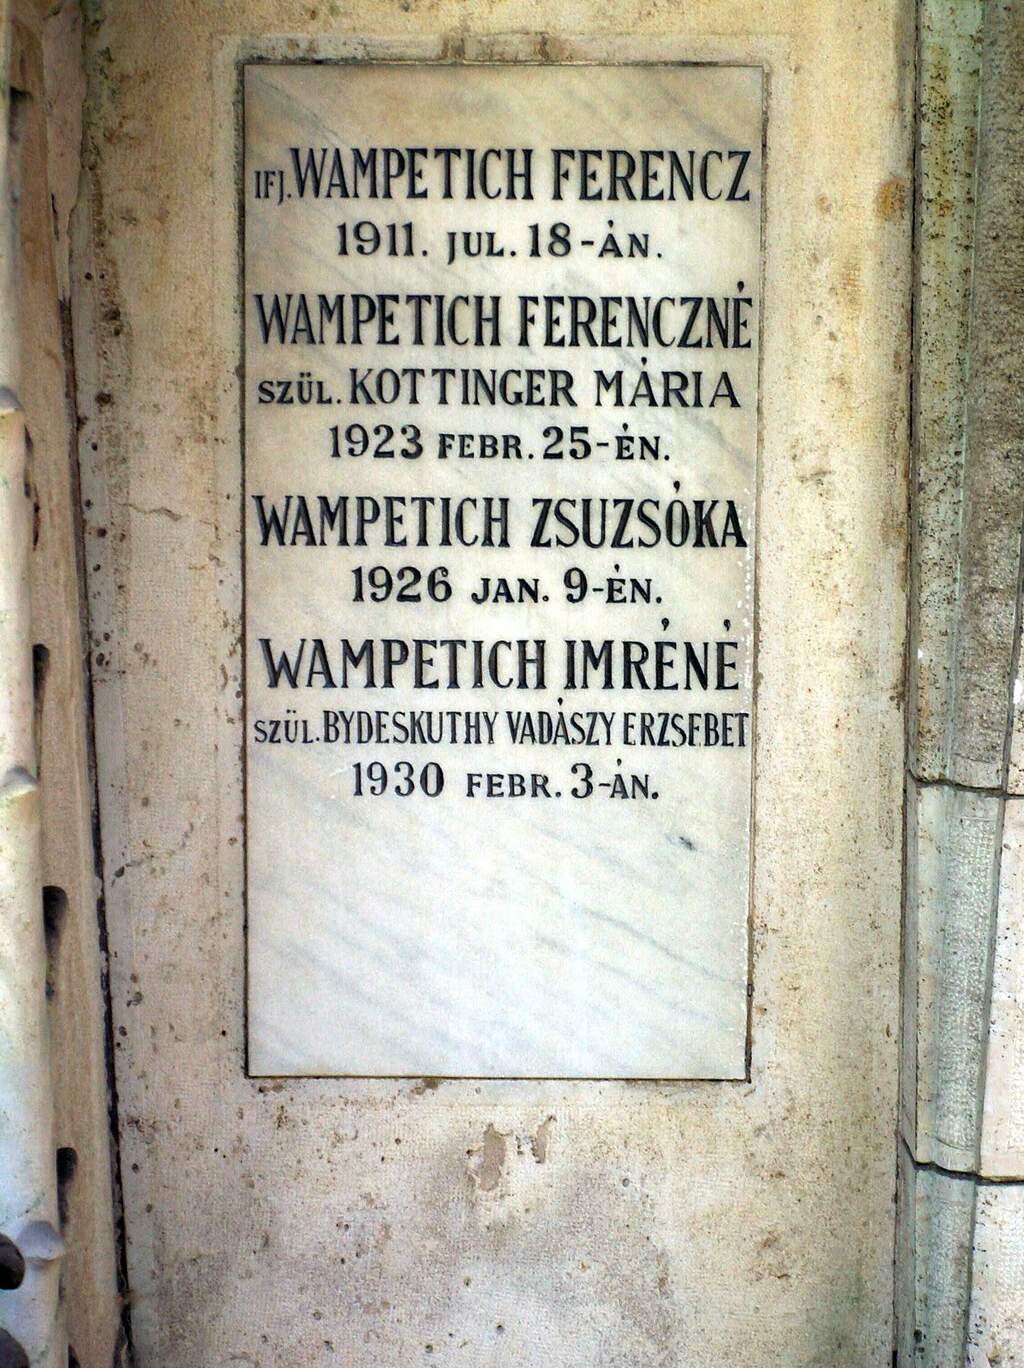 IFJ. WAMPETICH FERENCZ
1911. JUL. 18-ÁN.
WAMPETICH FERENCZNÉ
SZÜL. KOTTINGER MÁRIA
1923 FEBR. 25-ÉN.
WAMPETICH ZSUZSÓKA
1926 JAN. 9-ÉN.
WAMPETICH IMRÉNÉ
SZÜL. BYDESKUTHY VADÁSZY ERZSEBET
1930 FEBR. 3-ÁN.